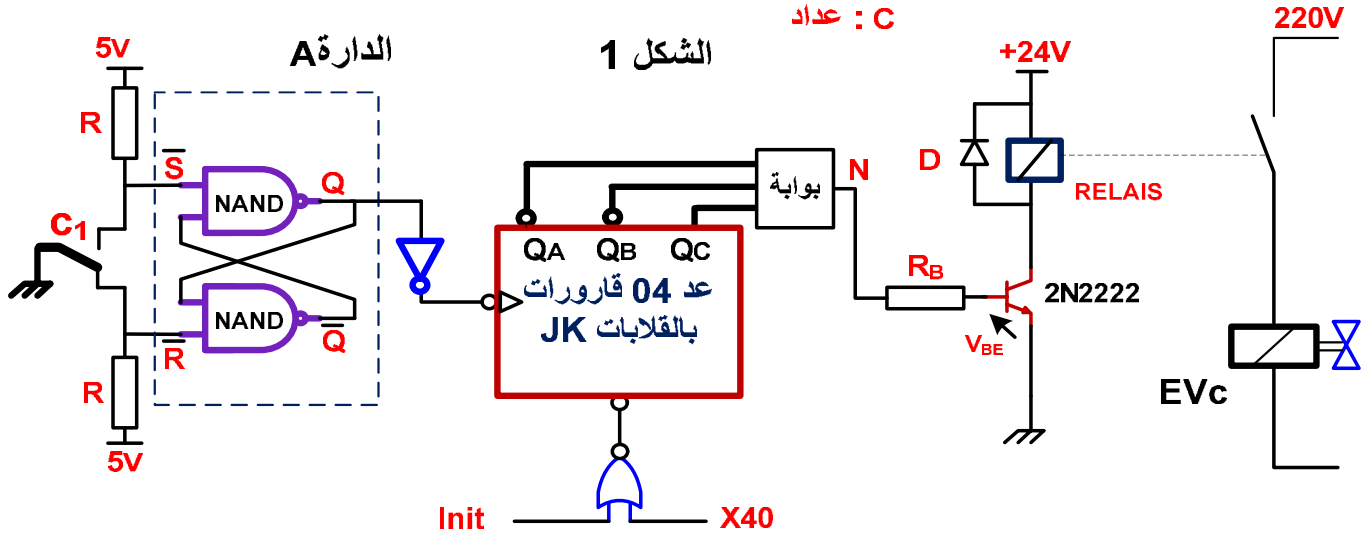 C : عداد
220V
الدارة A
الشكل 1
5V
+24V
R
D
S̅
NAND
Q
بوابة
N
RELAIS
C1
QA QB QC
عد 04 قارورات
بالقلابات JK
RB
2N2222
NAND
R̅
Q̅
VBE
R
EVc
5V
Init
X40